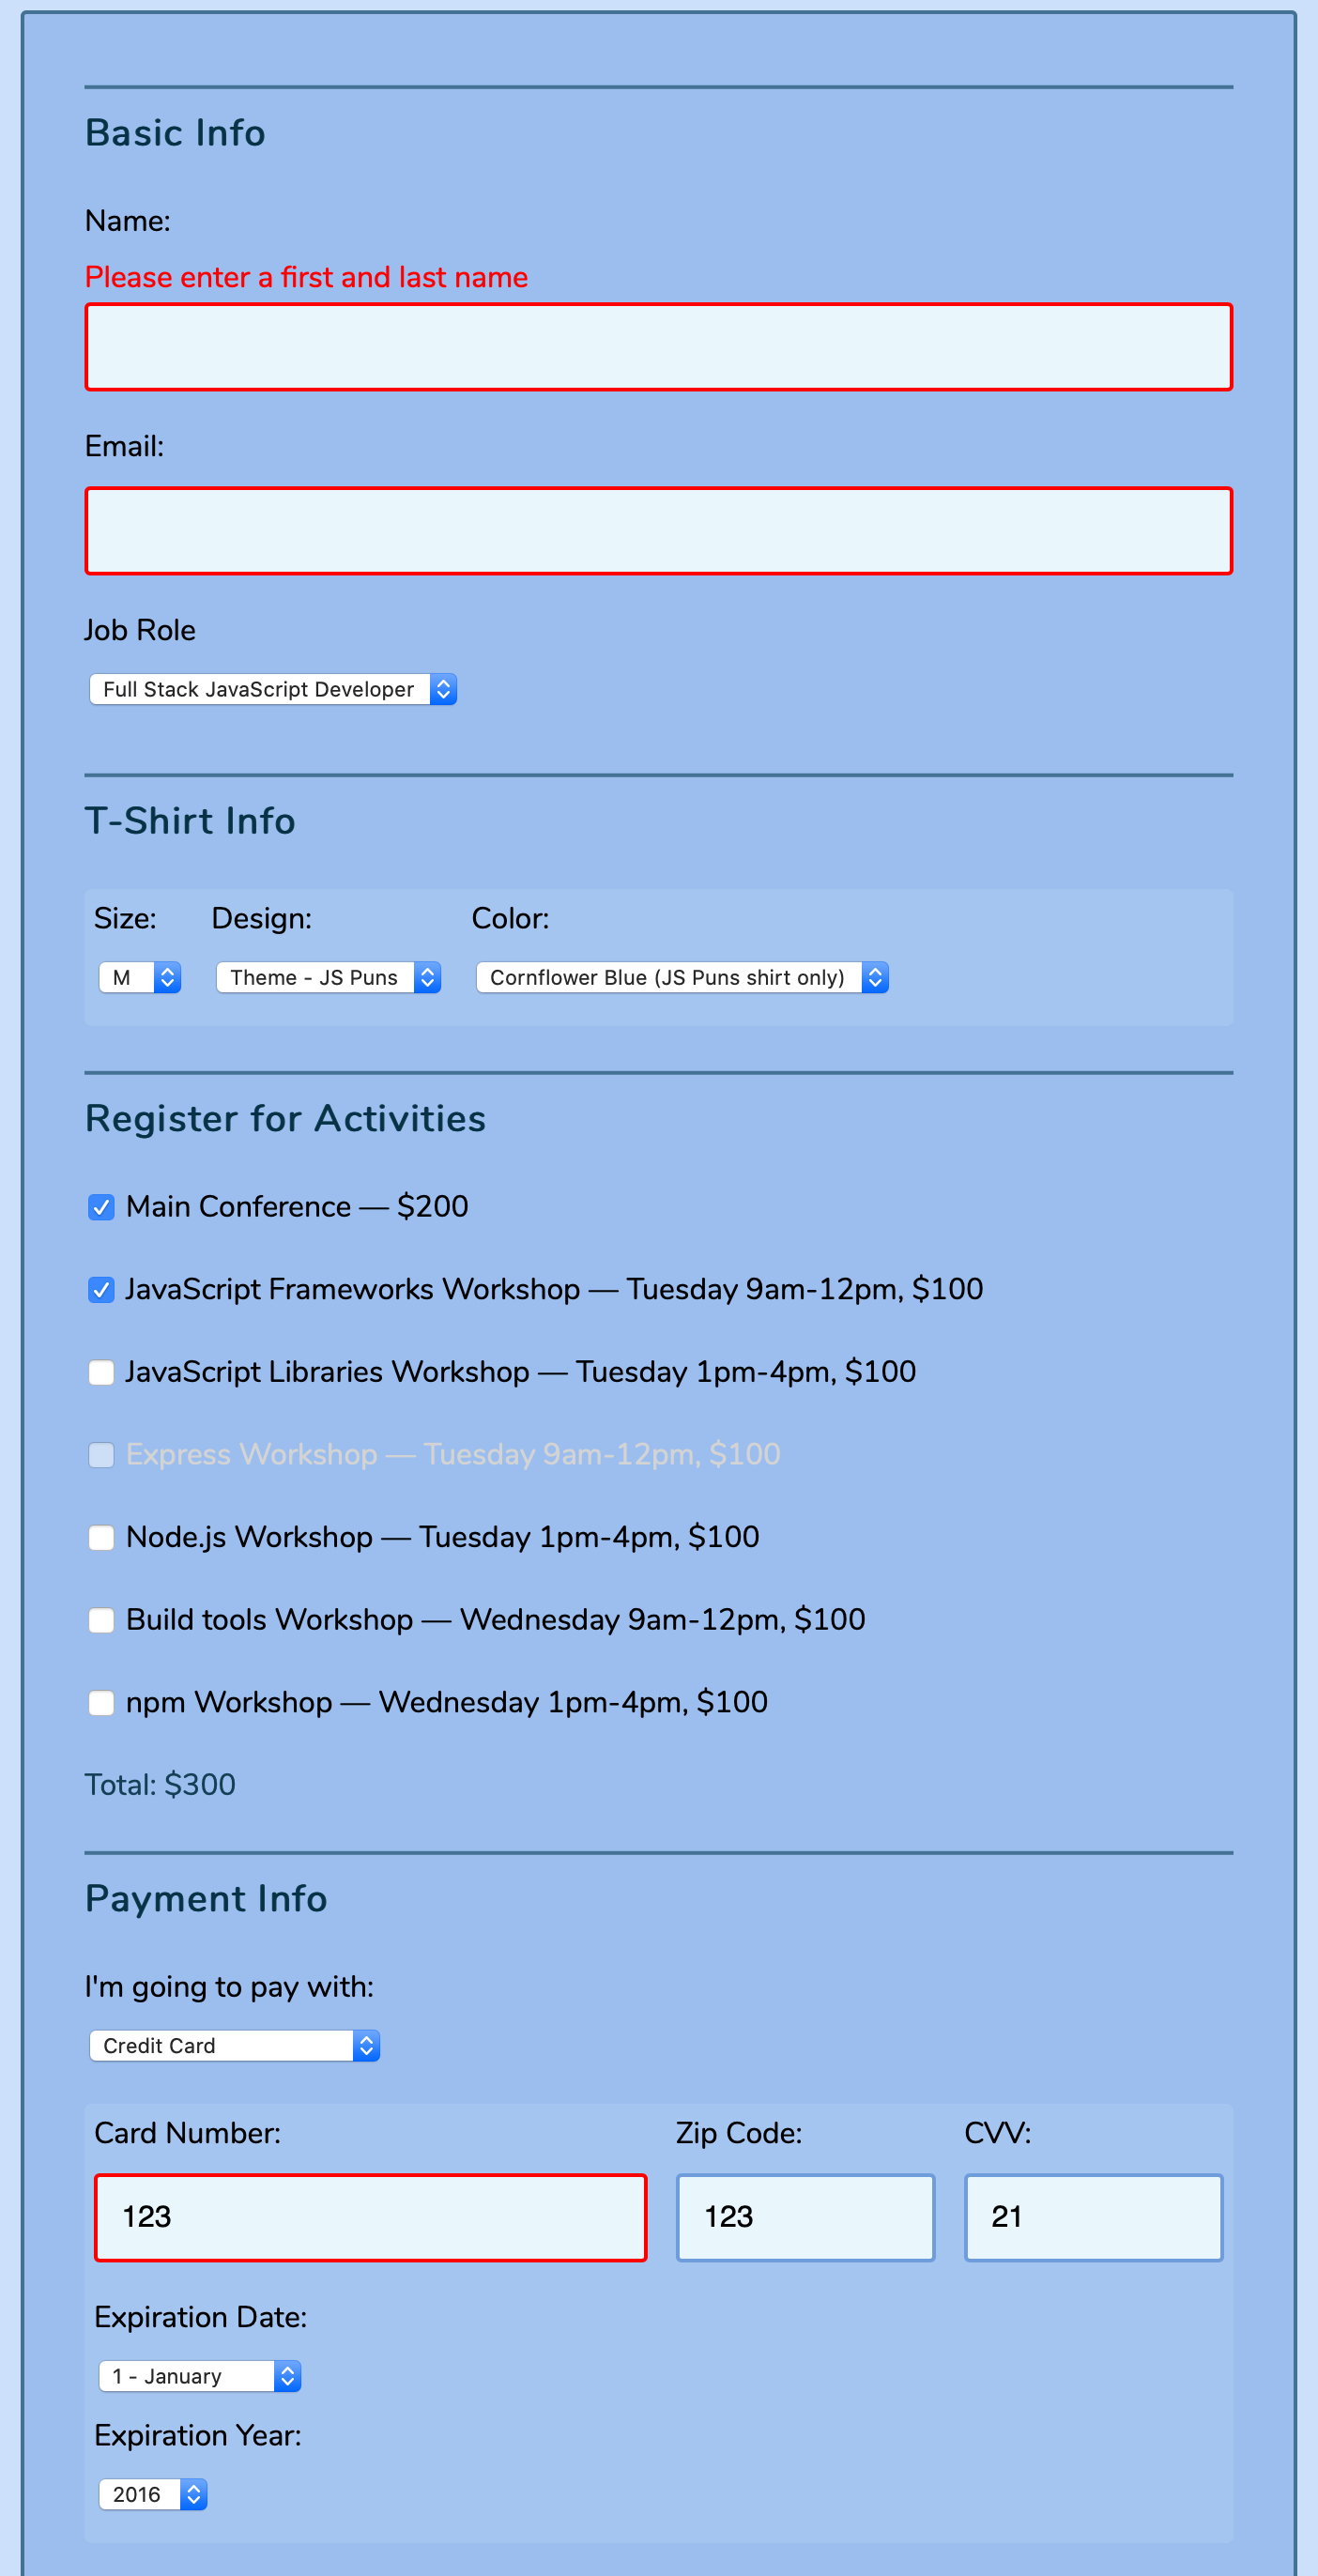 Basic Info
Name:
Please enter a first and last name
Email:
Job Role
Full Stack JavaScript Developer
T-Shirt Info
Size: Design: Color:
M Theme - JS Puns Cornflower Blue (JS Puns shirt only)
Register for Activities
Main Conference — $200
JavaScript Frameworks Workshop — Tuesday 9am-12pm, $100
JavaScript Libraries Workshop — Tuesday 1pm-4pm, $100
Express Workshop — Tuesday 9am-12pm, $100
Node.js Workshop — Tuesday 1pm-4pm, $100
Build tools Workshop — Wednesday 9am-12pm, $100
npm Workshop — Wednesday 1pm-4pm, $100
Total: $300
Payment Info
I'm going to pay with:
Credit Card
Card Number: Zip Code: CVV:
123 123 21
Expiration Date:
1 - January
Expiration Year:
2016